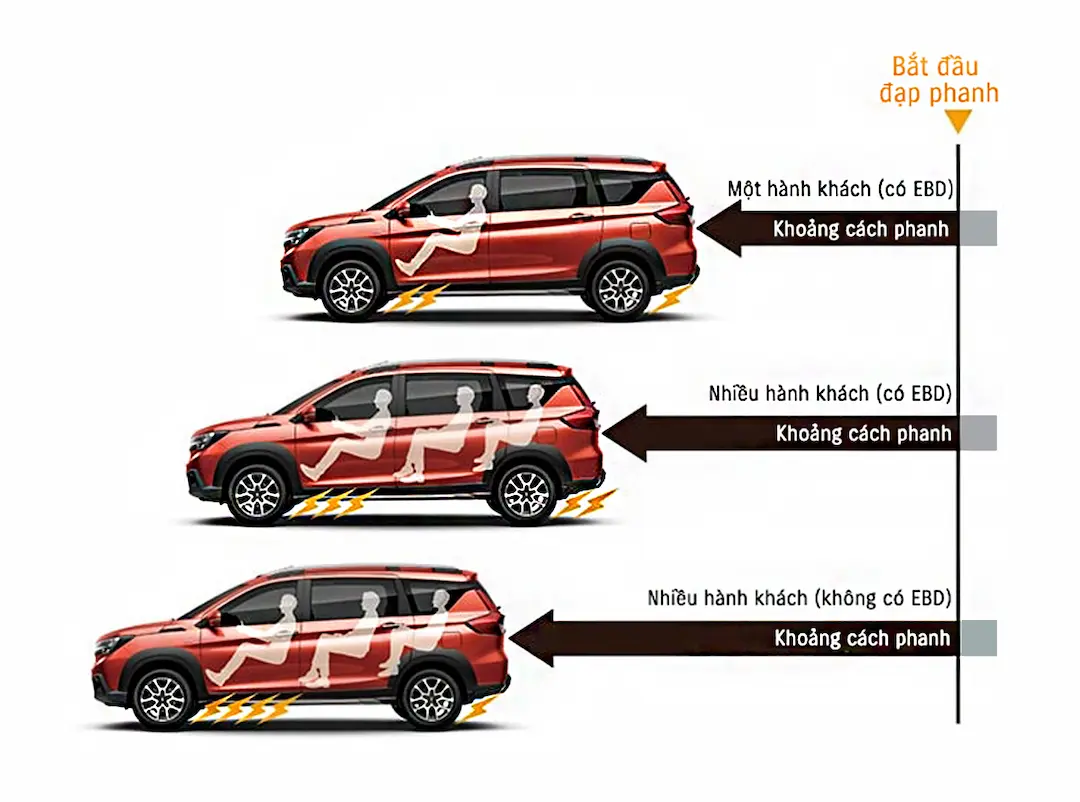 Bắt đầu
đạp phanh
Một hành khách (có EBD)
Khoảng cách phanh
Nhiều hành khách (có EBD)
Khoảng cách phanh
Nhiều hành khách (không có EBD)
Khoảng cách phanh